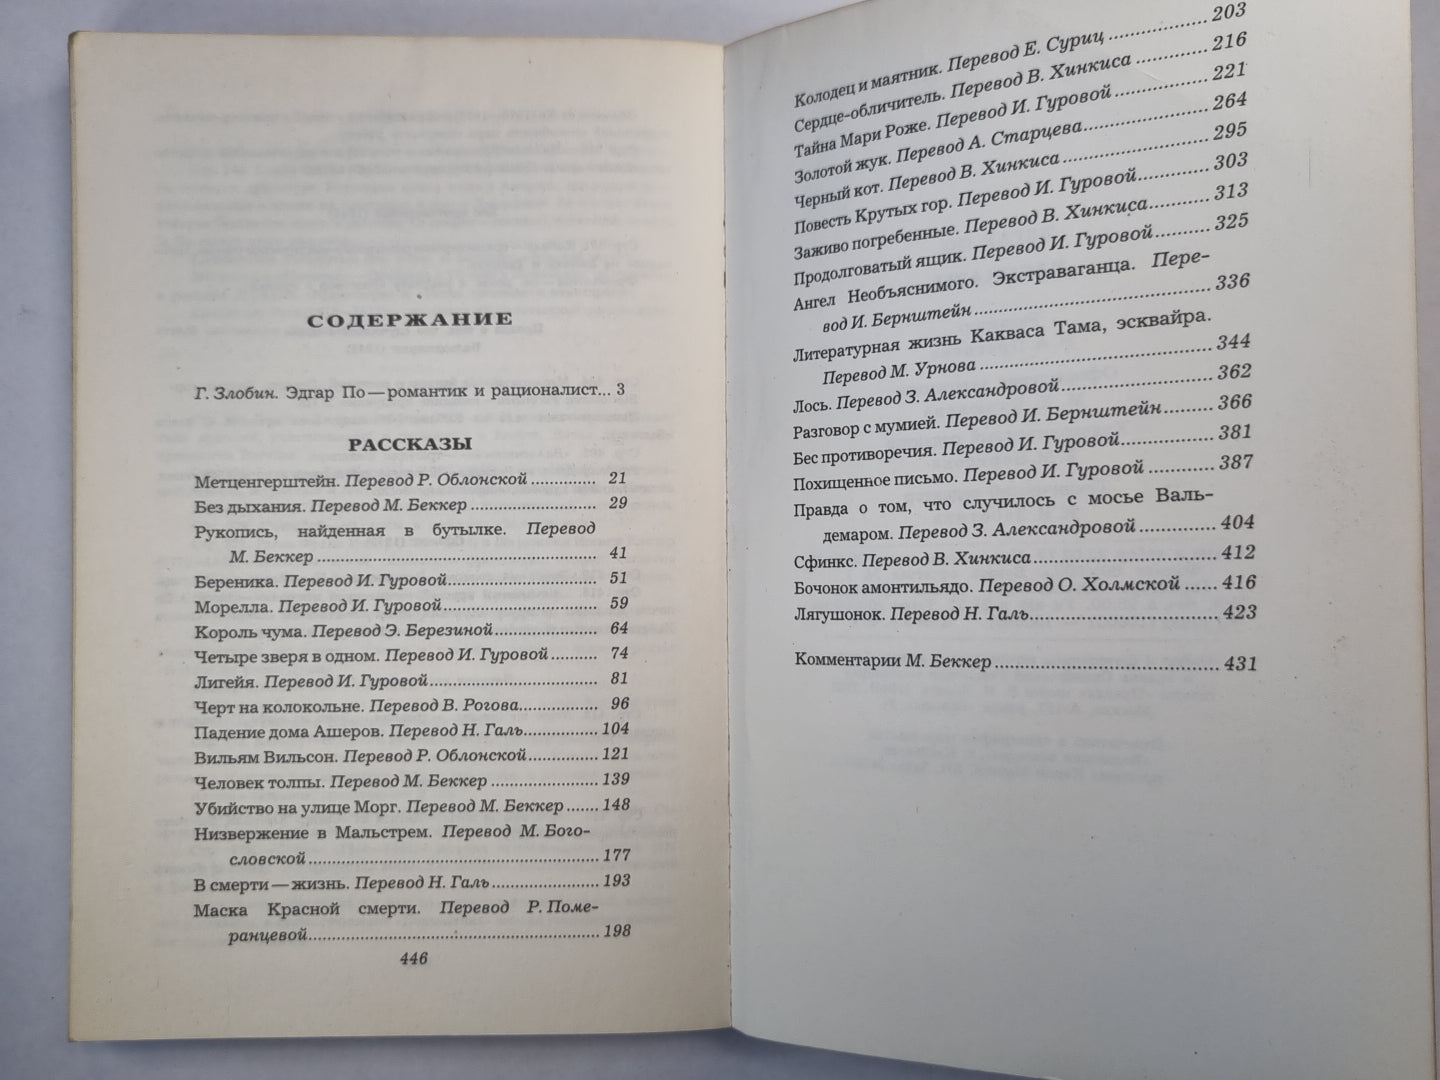 СОДЕРЖАНИЕ
Г. Злобин. Эдгар По — романтик и рационалист... 3
РАССКАЗЫ
Метценгерштейн. Перевод Р. Облонской ............. 21
Без дыхания. Перевод М. Беккер ........................ 29
Рукопись, найденная в бутылке. Перевод
М. Беккер .................................................... 41
Береника. Перевод И. Гуровой............................ 51
Морелла. Перевод И. Гуровой............................. 59
Король чума. Перевод Э. Березиной................... 64
Четыре зверя в одном. Перевод И. Гуровой .......... 74
Лигейя. Перевод И. Гуровой............................... 81
Черт на колокольне. Перевод В. Рогова............... 96
Падение дома Ашеров. Перевод Н. Галь.............. 104
Вильям Вильсон. Перевод Р. Облонской.............. 121
Человек толпы. Перевод М. Беккер ................... 139
Убийство на улице Морг. Перевод М. Беккер ....... 148
Низвержение в Мальстрем. Перевод М. Бого-
словской ...................................................... 177
В смерти — жизнь. Перевод Н. Галь.................... 193
Маска Красной смерти. Перевод Р. Поме-
ранцевой...................................................... 198
446
Колодец и маятник. Перевод Е. Суриц ................. 203
Сердце-обличитель. Перевод В. Хинкиса ............. 216
Тайна Мари Роже. Перевод И. Гуровой ................ 221
Золотой жук. Перевод А. Старцева..................... 264
Черный кот. Перевод В. Хинкиса ........................ 295
Повесть Крутых гор. Перевод И. Гуровой............. 303
Заживо погребенные. Перевод В. Хинкиса........... 313
Продолговатый ящик. Перевод И. Гуровой.......... 325
Ангел Необъяснимого. Экстраваганца. Пере-
вод И. Бернштейн ........................................ 336
Литературная жизнь Какваса Тама, эсквайра.
Перевод М. Урнова ....................................... 344
Лось. Перевод З. Александровой........................ 362
Разговор с мумией. Перевод И. Бернштейн ......... 366
Бес противоречия. Перевод И. Гуровой............... 381
Похищенное письмо. Перевод И. Гуровой ........... 387
Правда о том, что случилось с мосье Валь-
демаром. Перевод З. Александровой .............. 404
Сфинкс. Перевод В. Хинкиса............................. 412
Бочонок амонтильядо. Перевод О. Холмской ...... 416
Лягушонок. Перевод Н. Галь.............................. 423
Комментарии М. Беккер ................................... 431